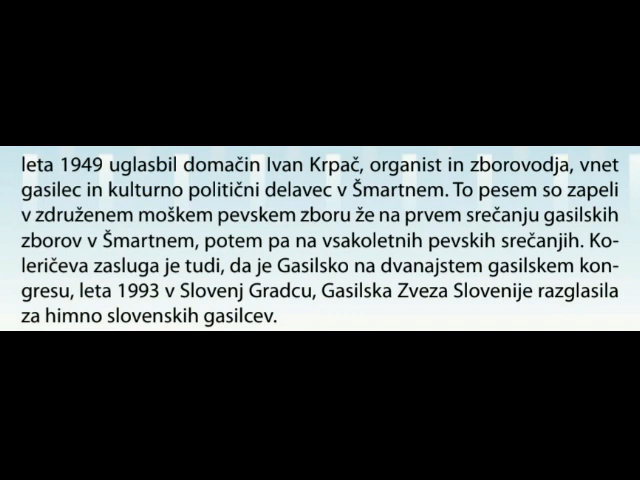 leta 1949 uglasbil domačin Ivan Krpač, organist in zborovodja, vnet
gasilec in kulturno politični delavec v Šmartnem. To pesem so zapeli
v združenem moškem pevskem zboru že na prvem srečanju gasilskih
zborov v Šmartnem, potem pa na vsakoletnih pevskih srečanjih. Ko-
leričeva zasluga je tudi, da je Gasilsko na dvanajstem gasilskem kon-
gresu, leta 1993 v Slovenj Gradcu, Gasilska Zveza Slovenije razglasila
za himno slovenskih gasilcev.